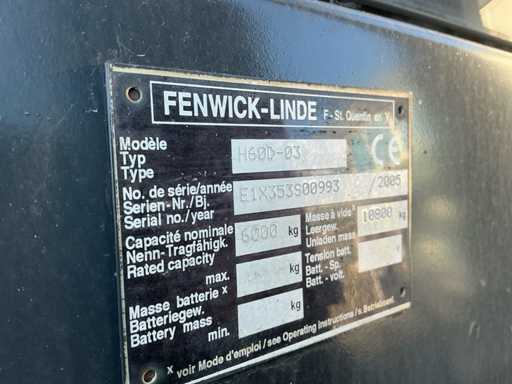 FENWICK-LINDE F - St. Quentin en Y.
Modèle
Typ H60D-03 CE
Type
No. de série/année
Serien-Nr./Bj. E1X353S00993 /2005
Serial no./year
Capacité nominale Masse à vide x
Nenn-Tragfähigk. 6000 kg Leergew. 10800 kg
Rated capacity Unladen mass
max. kg Tension batt.
Masse batterie x Batt. - Sp.
Batteriegew. Batt. - volt.
Battery mass min. kg
x voir Mode d'emploi / see Operating Instructions / s. Betriebsanl.